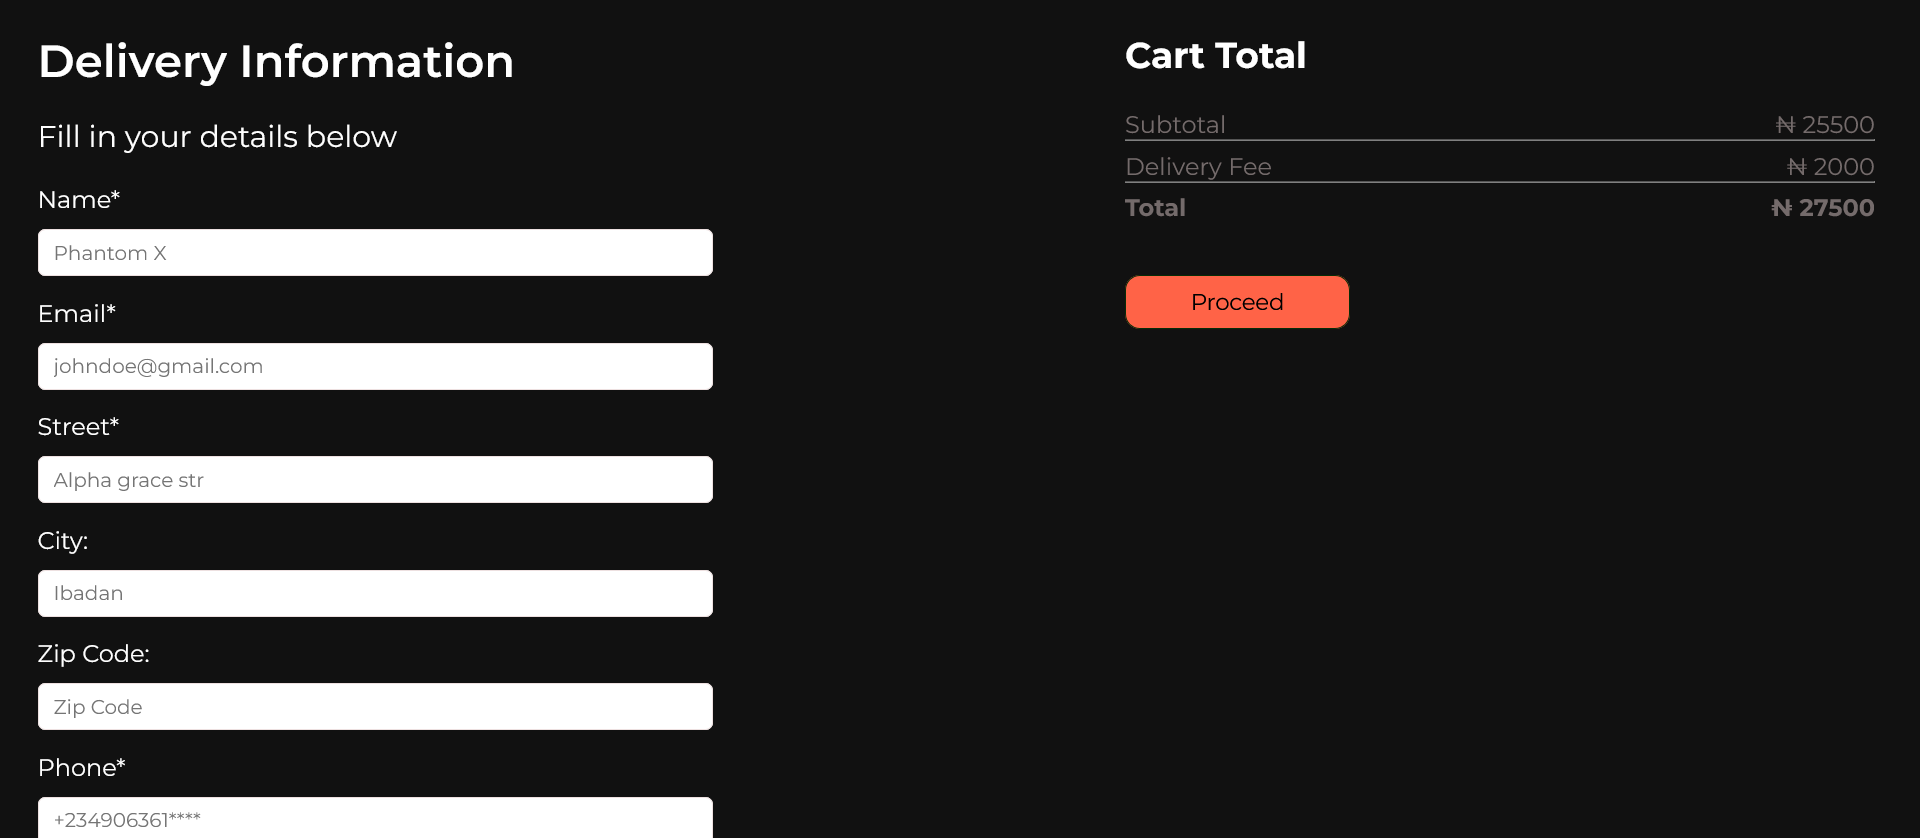 Delivery Information
Fill in your details below
Name*
Phantom X
Email*
johndoe@gmail.com
Street*
Alpha grace str
City:
Ibadan
Zip Code:
Zip Code
Phone*
+234906361****
Cart Total
Subtotal ₦ 25500
Delivery Fee ₦ 2000
Total ₦ 27500
Proceed